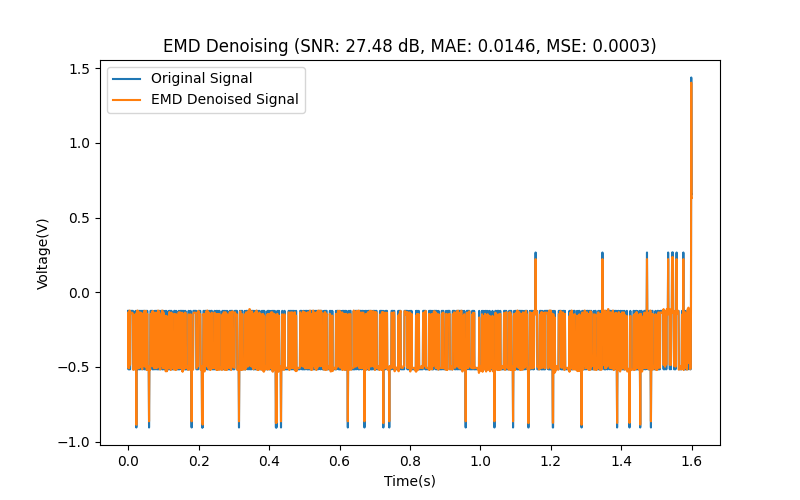 EMD Denoising (SNR: 27.48 dB, MAE: 0.0146, MSE: 0.0003)
Original Signal
EMD Denoised Signal
Voltage(V)
1.5
1.0
0.5
0.0
−0.5
−1.0
0.0 0.2 0.4 0.6 0.8 1.0 1.2 1.4 1.6
Time(s)